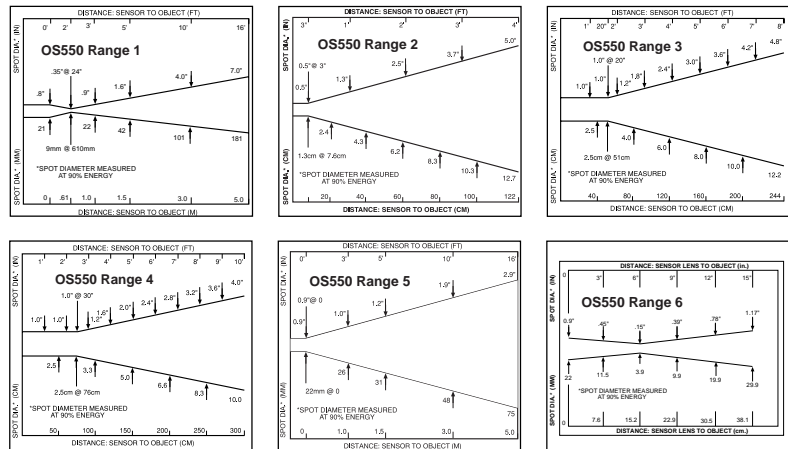 DISTANCE: SENSOR TO OBJECT (FT)
0' 2' 3' 5' 10' 16'
SPOT DIA.* (IN)
OS550 Range 1
.8" .35"@ 24" .9" 1.6" 4.0" 7.0"
21 22 42 101 181
9mm @ 610mm
*SPOT DIAMETER MEASURED
AT 90% ENERGY
SPOT DIA.* (MM)
0 .61 1.0 1.5 3.0 5.0
DISTANCE: SENSOR TO OBJECT (M)
DISTANCE: SENSOR TO OBJECT (FT)
3" 1' 2' 3' 4'
SPOT DIA.* (IN)
OS550 Range 2
0.5"@ 3"
0.5" 1.3" 2.5" 3.7" 5.0"
2.4 4.3 6.2 8.3 10.3 12.7
1.3cm @ 7.6cm
*SPOT DIAMETER MEASURED
AT 90% ENERGY
SPOT DIA.* (CM)
20 40 60 80 100 122
DISTANCE: SENSOR TO OBJECT (CM)
DISTANCE: SENSOR TO OBJECT (FT)
1' 20" 2' 3' 4' 5' 6' 7' 8'
SPOT DIA.* (IN)
OS550 Range 3
1.0"@ 20"
1.0" 1.0" 1.2" 1.8" 2.4" 3.0" 3.6" 4.2" 4.8"
2.5 4.0 6.0 8.0 10.0 12.2
2.5cm @ 51cm
*SPOT DIAMETER MEASURED
AT 90% ENERGY
SPOT DIA.* (CM)
40 80 120 160 200 244
DISTANCE: SENSOR TO OBJECT (CM)
DISTANCE: SENSOR TO OBJECT (FT)
1' 2' 3' 4' 5' 6' 7' 8' 9' 10'
SPOT DIA.* (IN)
OS550 Range 4
1.0"@ 30"
1.0" 1.0" 1.2" 1.6" 2.0" 2.4" 2.8" 3.2" 3.6" 4.0"
2.5 3.3 5.0 6.6 8.3 10.0
2.5cm @ 76cm
*SPOT DIAMETER MEASURED
AT 90% ENERGY
SPOT DIA.* (CM)
50 100 150 200 250 300
DISTANCE: SENSOR TO OBJECT (CM)
DISTANCE: SENSOR TO OBJECT (FT)
0 3' 5' 10' 16'
SPOT DIA.* (IN)
OS550 Range 5
0.9"@ 0
0.9" 1.0" 1.2" 1.9" 2.9"
26 31 48 75
22mm @ 0
*SPOT DIAMETER MEASURED
AT 90% ENERGY
SPOT DIA.* (MM)
0 1.0 1.5 3.0 5.0
DISTANCE: SENSOR TO OBJECT (M)
DISTANCE: SENSOR LENS TO OBJECT (in.)
0 3" 6" 9" 12" 15"
SPOT DIA.* (IN)
OS550 Range 6
0.9" .45" .15" .39" .78" 1.17"
22 11.5 3.9 9.9 19.9 29.9
*SPOT DIAMETER MEASURED
AT 90% ENERGY
SPOT DIA.* (MM)
0 7.6 15.2 22.9 30.5 38.1
DISTANCE: SENSOR LENS TO OBJECT (cm.)